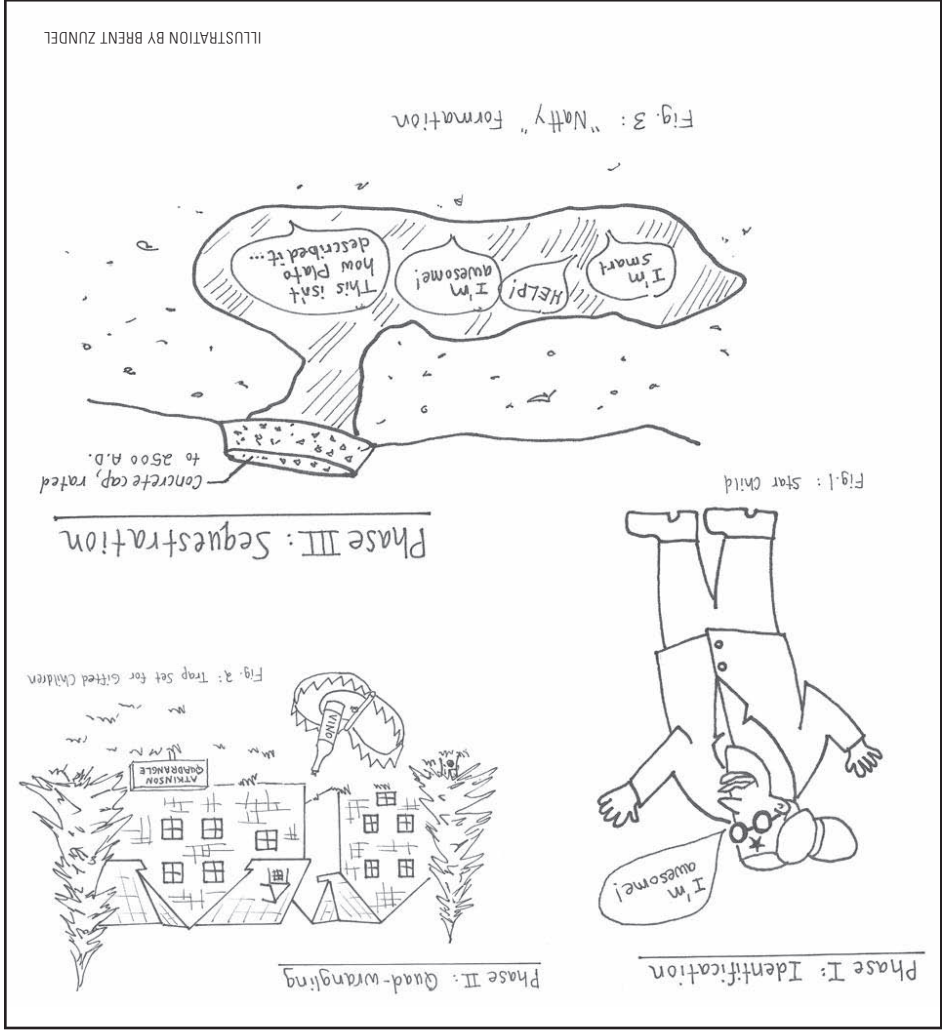 Phase I: Identification
I'm
awesome!
Fig. 1: Star Child
Phase II: Quad-wrangling
ATKINSON
QUADRANGLE
VINO
Fig. 2: Trap Set for Gifted Children
Phase III: Sequestration
Concrete cap, rated
to 2500 A.D.
I'm
smart
HELP!
I'm
awesome!
This isn't
how Plato
described it...
Fig. 3: "Natty" Formation
ILLUSTRATION BY BRENT ZUNDEL